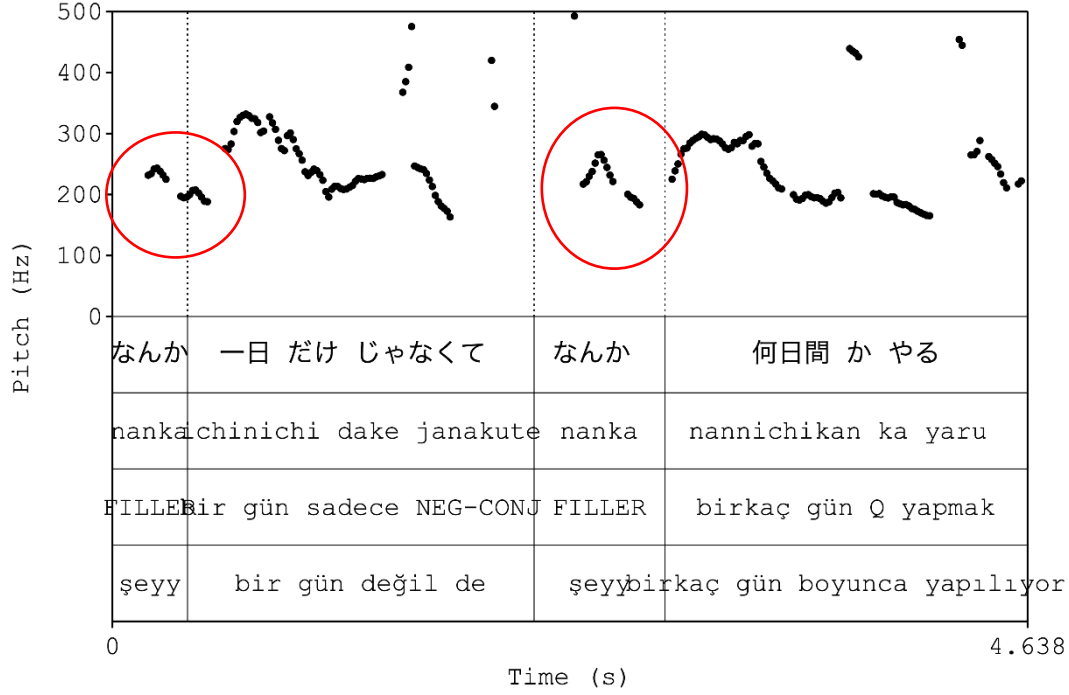 500
400
300
200
100
0
Pitch (Hz)
なんか 一日 だけ じゃなくて なんか 何日間 か やる
nanka ichinichi dake janakute nanka nannichikan ka yaru
FILLER bir gün sadece NEG-CONJ FILLER birkaç gün Q yapmak
şeyy bir gün değil de şeyy birkaç gün boyunca yapılıyor
0 4.638
Time (s)